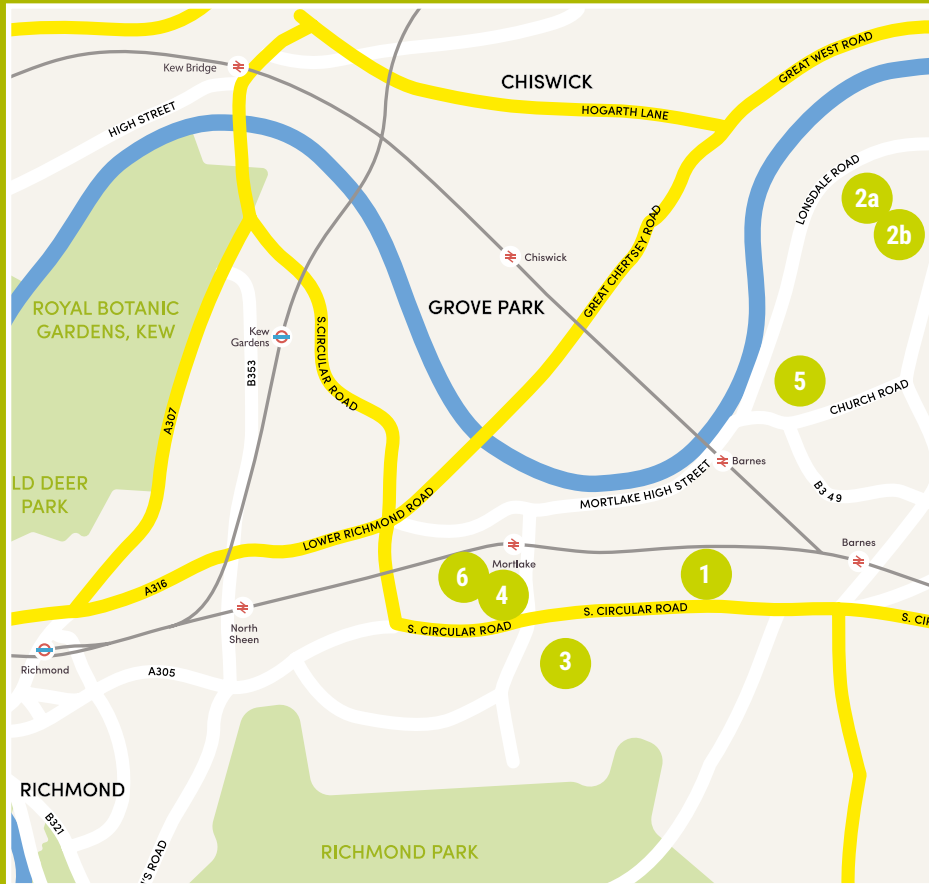 Kew Bridge
CHISWICK
GREAT WEST ROAD
HIGH STREET
HOGARTH LANE
LONSDALE ROAD
2a
2b
Chiswick
GREAT CHERTSEY ROAD
ROYAL BOTANIC
GARDENS, KEW
GROVE PARK
Kew
Gardens
S.CIRCULAR ROAD
B353
A307
5
CHURCH ROAD
LD DEER
PARK
Barnes
B349
MORTLAKE HIGH STREET
LOWER RICHMOND ROAD
Mortlake
Barnes
A316
6
4
1
S. CIRCULAR ROAD
S. CIRCULAR ROAD
S. CIR
North
Sheen
Richmond
A305
3
RICHMOND
B321
'S ROAD
RICHMOND PARK